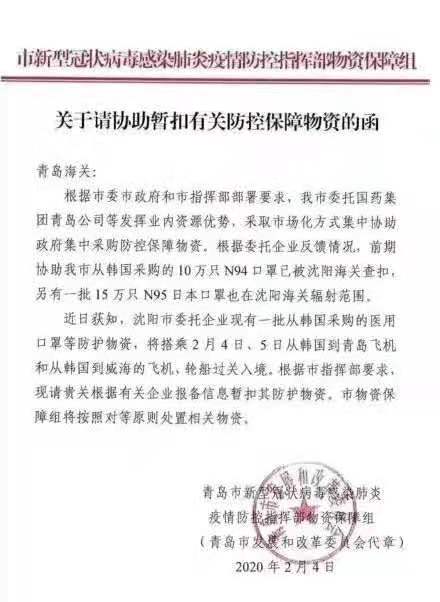 市新型冠状病毒感染肺炎疫情防控指挥部物资保障组
关于请协助暂扣有关防控保障物资的函
青岛海关:
根据市委市政府和市指挥部部署要求,我市委托国药集
团青岛公司等发挥业内资源优势,采取市场化方式集中协助
政府集中采购防控保障物资。根据委托企业反馈情况,前期
协助我市从韩国采购的 10 万只 N94 口罩已被沈阳海关查扣,
另有一批 15 万只 N95 日本口罩也在沈阳海关辐射范围。
近日获知,沈阳市委托企业现有一批从韩国采购的医用
口罩等防护物资,将搭乘 2 月 4 日、5 日从韩国到青岛飞机
和从韩国到威海的飞机、轮船过关入境。根据市指挥部要求,
现请贵关根据有关企业报备信息暂扣其防护物资。市物资保
障组将按照对等原则处置相关物资。
青岛市新型冠状病毒感染肺炎
疫情防控指挥部物资保障组
(青岛市发展和改革委员会代章)
2020 年 2 月 4 日